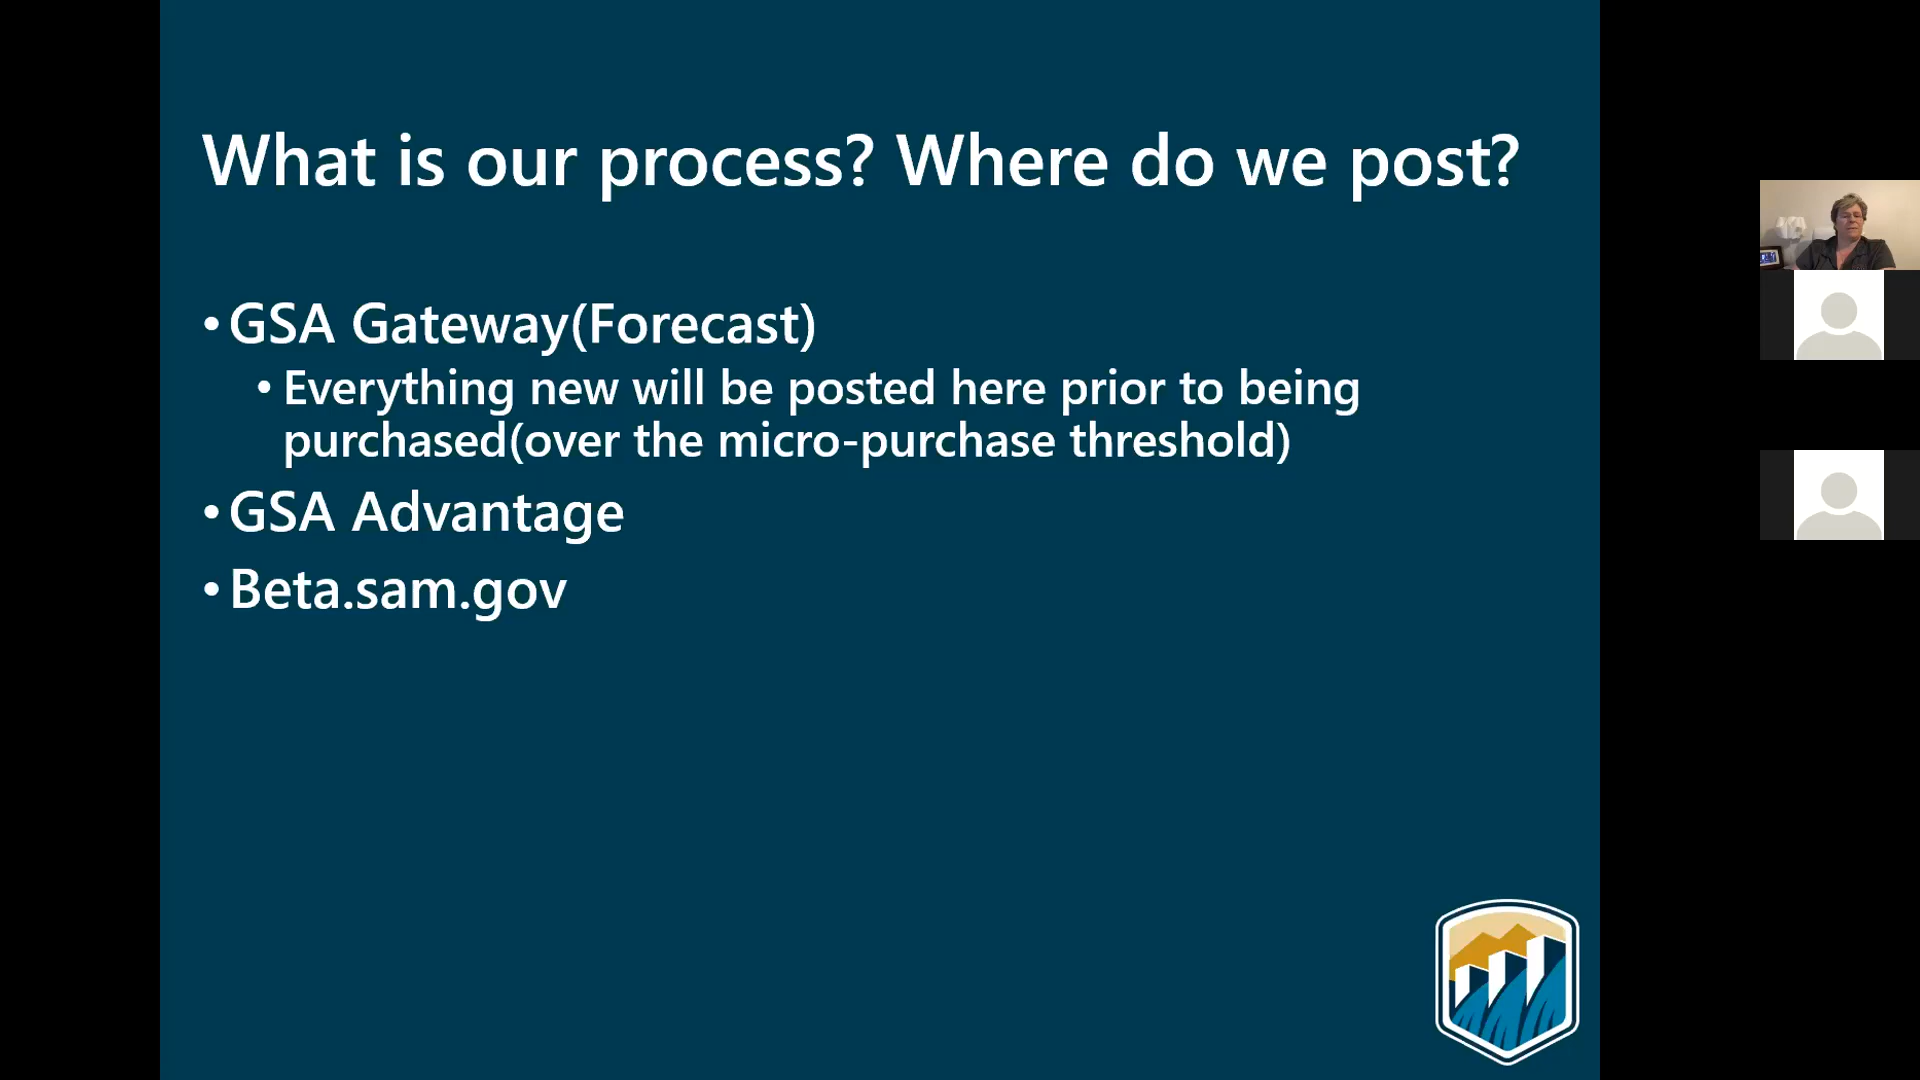 What is our process? Where do we post?
• GSA Gateway(Forecast)
• Everything new will be posted here prior to being
purchased(over the micro-purchase threshold)
• GSA Advantage
• Beta.sam.gov